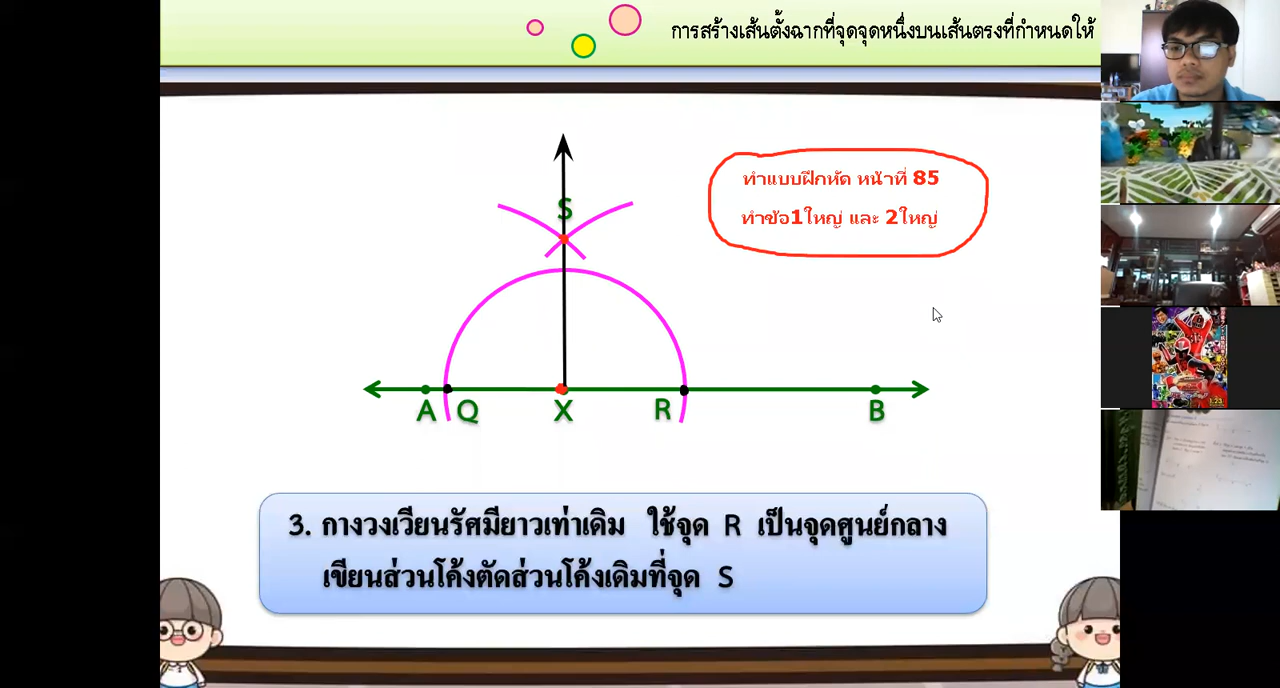 การสร้างเส้นตั้งฉากที่จุดจุดหนึ่งบนเส้นตรงที่กำหนดให้
ทำแบบฝึกหัด หน้าที่ 85
ทำข้อ1ใหญ่ และ 2ใหญ่
S
A Q X R B
3. กางวงเวียนรัศมียาวเท่าเดิม ใช้จุด R เป็นจุดศูนย์กลาง
เขียนส่วนโค้งตัดส่วนโค้งเดิมที่จุด S
1.23